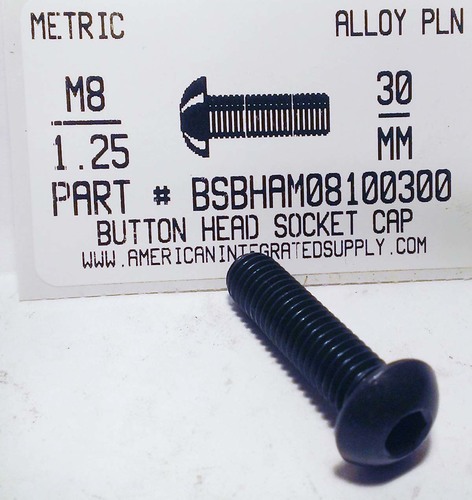 METRIC ALLOY PLN
M8 30
1.25 MM
PART # BSBHAM08100300
BUTTON HEAD SOCKET CAP
WWW.AMERICANINTEGRATEDSUPPLY.COM